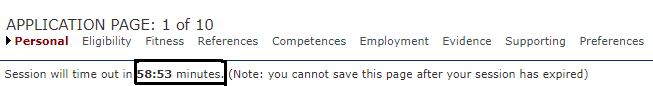 APPLICATION PAGE: 1 of 10
Personal Eligibility Fitness References Competences Employment Evidence Supporting Preferences
Session will time out in 58:53 minutes. (Note: you cannot save this page after your session has expired)